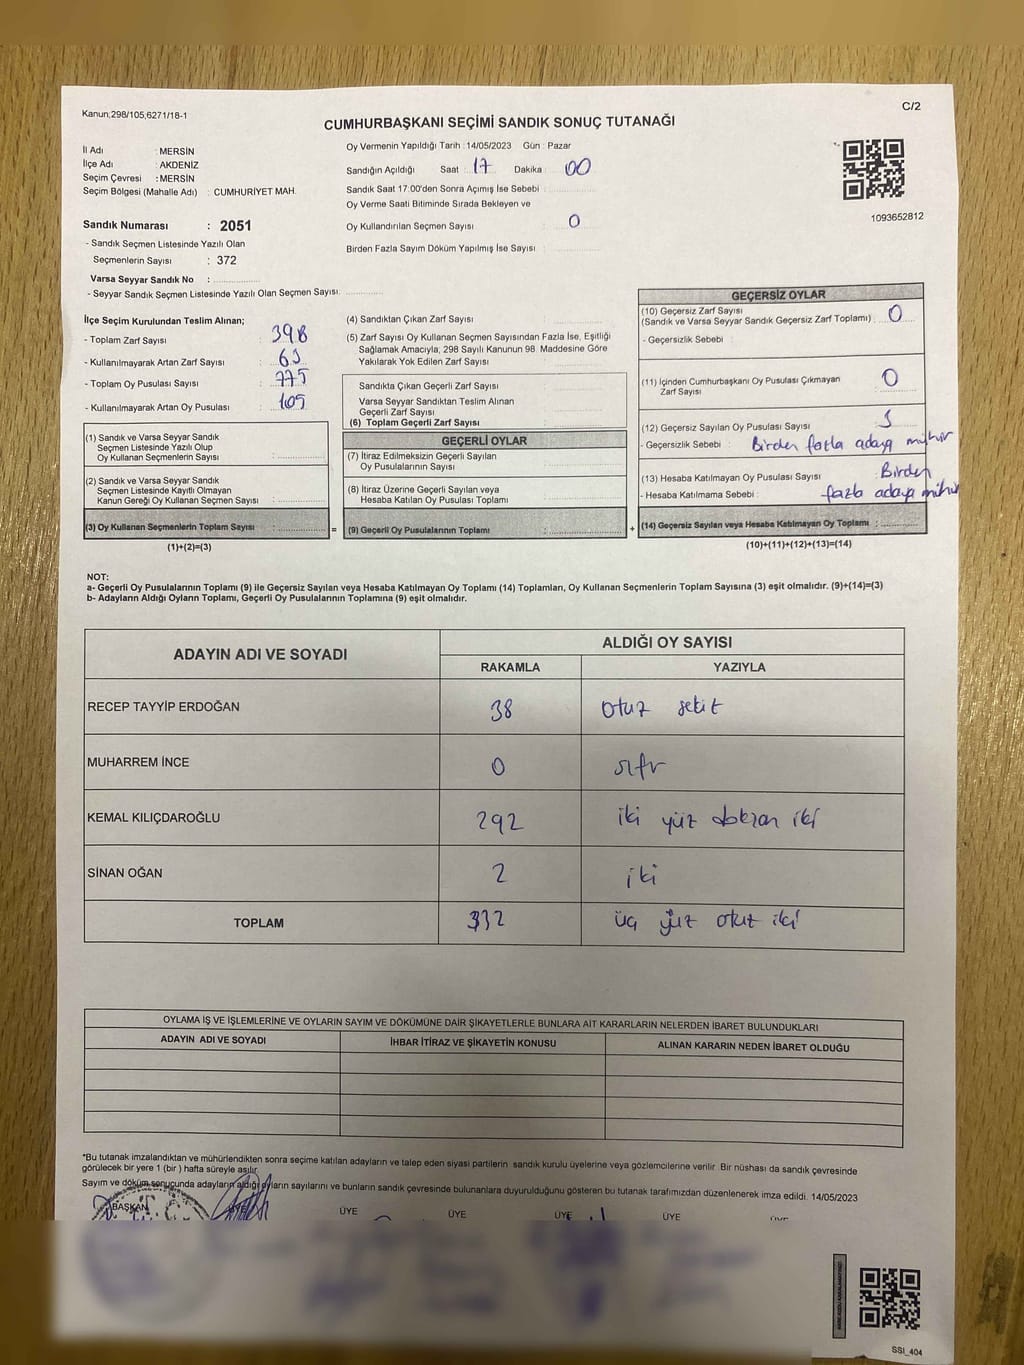 Kanun;298/105,6271/18-1
C/2
CUMHURBAŞKANI SEÇİMİ SANDIK SONUÇ TUTANAĞI
İl Adı : MERSİN
İlçe Adı : AKDENİZ
Seçim Çevresi : MERSİN
Seçim Bölgesi (Mahalle Adı) : CUMHURİYET MAH.
Sandık Numarası : 2051
- Sandık Seçmen Listesinde Yazılı Olan
Seçmenlerin Sayısı : 372
Varsa Seyyar Sandık No :
- Seyyar Sandık Seçmen Listesinde Yazılı Olan Seçmen Sayısı:
Oy Vermenin Yapıldığı Tarih : 14/05/2023 Gün : Pazar
Sandığın Açıldığı Saat : 17 Dakika : 00
Sandık Saat 17:00'den Sonra Açımış İse Sebebi :
Oy Verme Saati Bitiminde Sırada Bekleyen ve
Oy Kullandırılan Seçmen Sayısı : 0
Birden Fazla Sayım Döküm Yapılmış İse Sayısı :
1093652812
İlçe Seçim Kurulundan Teslim Alınan;
- Toplam Zarf Sayısı : 398
- Kullanılmayarak Artan Zarf Sayısı : 63
- Toplam Oy Pusulası Sayısı : 775
- Kullanılmayarak Artan Oy Pusulası : 105
(1) Sandık ve Varsa Seyyar Sandık
Seçmen Listesinde Yazılı Olup
Oy Kullanan Seçmenlerin Sayısı :
(2) Sandık ve Varsa Seyyar Sandık
Seçmen Listesinde Kayıtlı Olmayan
Kanun Gereği Oy Kullanan Seçmen Sayısı :
(3) Oy Kullanan Seçmenlerin Toplam Sayısı : =
(1)+(2)=(3)
(4) Sandıktan Çıkan Zarf Sayısı :
(5) Zarf Sayısı Oy Kullanan Seçmen Sayısından Fazla İse, Eşitliği
Sağlamak Amacıyla, 298 Sayılı Kanunun 98. Maddesine Göre
Yakılarak Yok Edilen Zarf Sayısı :
Sandıkta Çıkan Geçerli Zarf Sayısı
Varsa Seyyar Sandıktan Teslim Alınan
Geçerli Zarf Sayısı
(6) Toplam Geçerli Zarf Sayısı
GEÇERLİ OYLAR
(7) İtiraz Edilmeksizin Geçerli Sayılan
Oy Pusulalarının Sayısı :
(8) İtiraz Üzerine Geçerli Sayılan veya
Hesaba Katılan Oy Pusulası Toplamı :
(9) Geçerli Oy Pusulalarının Toplamı : +
GEÇERSİZ OYLAR
(10) Geçersiz Zarf Sayısı
(Sandık ve Varsa Seyyar Sandık Geçersiz Zarf Toplamı) : 0
- Geçersizlik Sebebi :
(11) İçinden Cumhurbaşkanı Oy Pusulası Çıkmayan
Zarf Sayısı : 0
(12) Geçersiz Sayılan Oy Pusulası Sayısı : 3
- Geçersizlik Sebebi : Birden fazla adaya mühür
(13) Hesaba Katılmayan Oy Pusulası Sayısı : Birden
- Hesaba Katılmama Sebebi : fazla adaya mühür
(14) Geçersiz Sayılan veya Hesaba Katılmayan Oy Toplamı :
(10)+(11)+(12)+(13)=(14)
NOT:
a- Geçerli Oy Pusulalarının Toplamı (9) ile Geçersiz Sayılan veya Hesaba Katılmayan Oy Toplamı (14) Toplamları, Oy Kullanan Seçmenlerin Toplam Sayısına (3) eşit olmalıdır. (9)+(14)=(3)
b- Adayların Aldığı Oyların Toplamı, Geçerli Oy Pusulalarının Toplamına (9) eşit olmalıdır.
ADAYIN ADI VE SOYADI
ALDIĞI OY SAYISI
RAKAMLA YAZIYLA
RECEP TAYYİP ERDOĞAN 38 otuz sekiz
MUHARREM İNCE 0 sıfır
KEMAL KILIÇDAROĞLU 292 iki yüz doksan iki
SİNAN OĞAN 2 iki
TOPLAM 332 üç yüz otuz iki
OYLAMA İŞ VE İŞLEMLERİNE VE OYLARIN SAYIM VE DÖKÜMÜNE DAİR ŞİKAYETLERLE BUNLARA AİT KARARLARIN NELERDEN İBARET BULUNDUKLARI
ADAYIN ADI VE SOYADI İHBAR İTİRAZ VE ŞİKAYETİN KONUSU ALINAN KARARIN NEDEN İBARET OLDUĞU
*Bu tutanak imzalandıktan ve mühürlendikten sonra seçime katılan adayların ve talep eden siyasi partilerin sandık kurulu üyelerine veya gözlemcilerine verilir. Bir nüshası da sandık çevresinde
görülecek bir yere 1 (bir ) hafta süreyle asılır.
Sayım ve döküm sonucunda adayların aldığı oyların sayılarını ve bunların sandık çevresinde bulunanlara duyurulduğunu gösteren bu tutanak tarafımızdan düzenlenerek imza edildi. 14/05/2023
BAŞKAN ÜYE ÜYE ÜYE ÜYE ÜYE
SSI_404